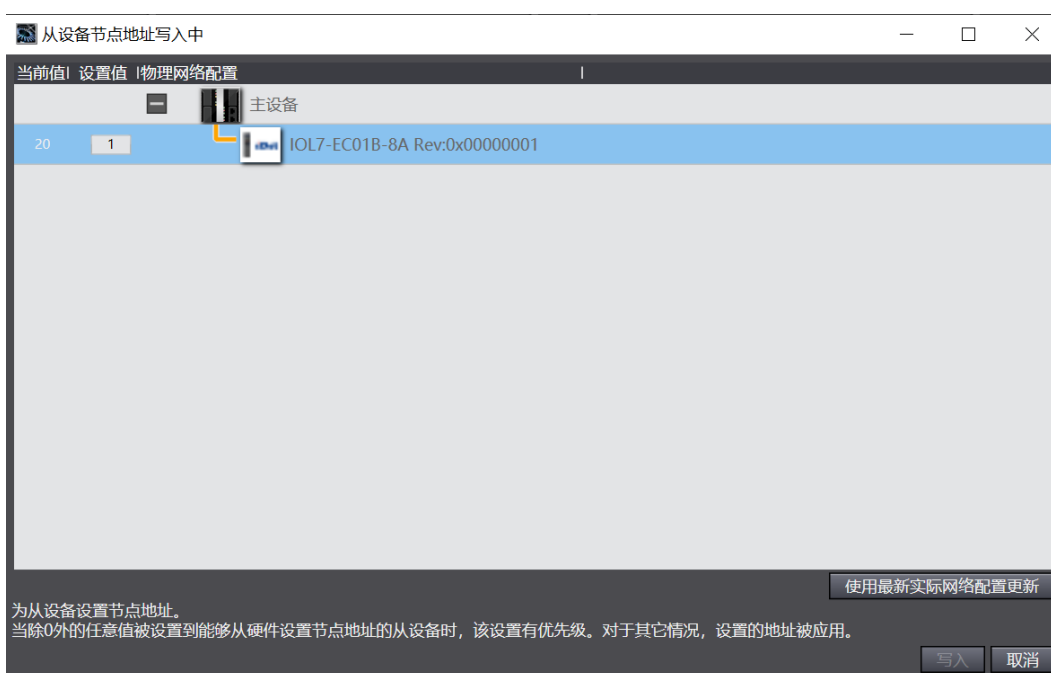 从设备节点地址写入中
当前值 设置值 物理网络配置
主设备
20 1 IOL7-EC01B-8A Rev:0x00000001
使用最新实际网络配置更新
为从设备设置节点地址。
当除0外的任意值被设置到能够从硬件设置节点地址的从设备时，该设置有优先级。对于其它情况，设置的地址被应用。
写入 取消